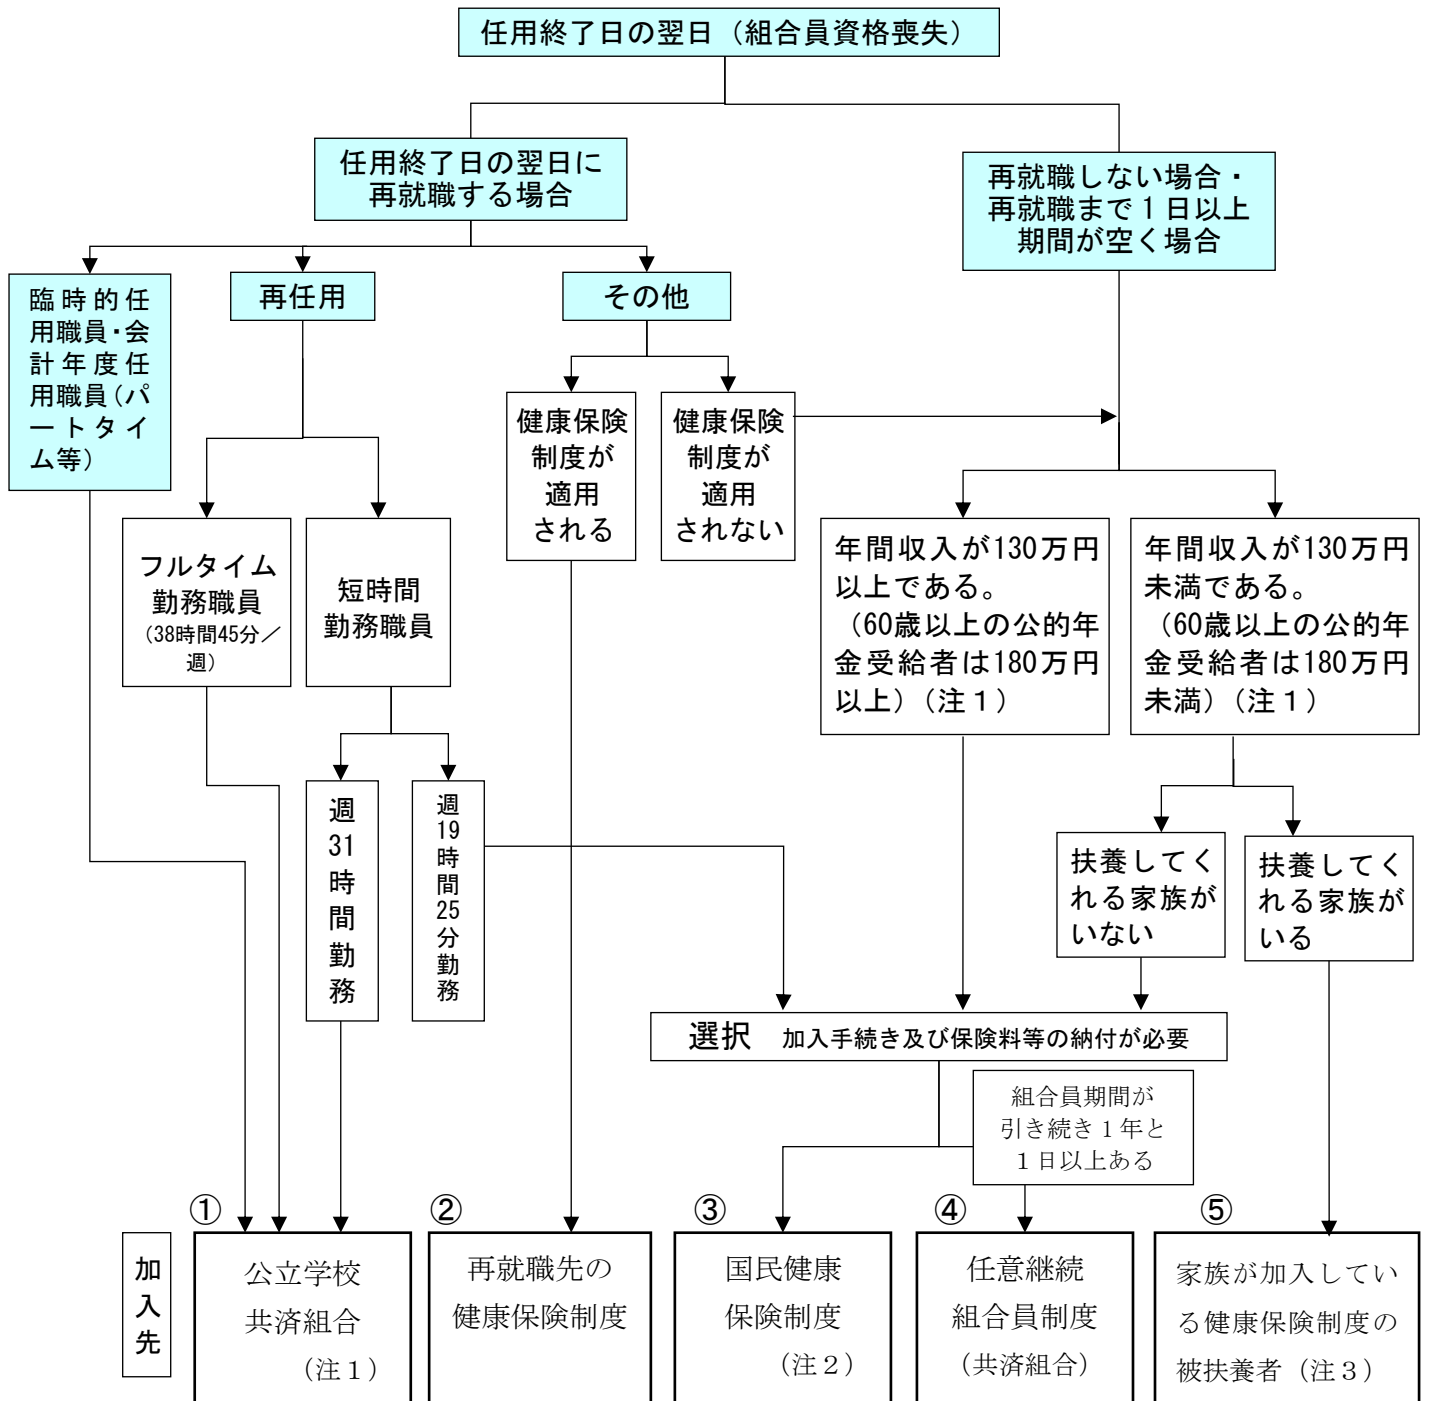 任用終了日の翌日（組合員資格喪失）
任用終了日の翌日に
再就職する場合
再就職しない場合・
再就職まで１日以上
期間が空く場合
臨時的任
用職員・会
計年度任
用職員（パ
ートタイ
ム等）
再任用
その他
健康保険
制度が
適用
される
健康保険
制度が
適用
されない
フルタイム
勤務職員
（38時間45分／
週）
短時間
勤務職員
年間収入が130万円
以上である。
（60歳以上の公的年
金受給者は180万円
以上）（注１）
年間収入が130万円
未満である。
（60歳以上の公的年
金受給者は180万円
未満）（注１）
週31時間勤務
週19時間25分勤務
扶養してく
れる家族が
いない
扶養してく
れる家族が
いる
選択　加入手続き及び保険料等の納付が必要
組合員期間が
引き続き１年と
１日以上ある
加入先
①
公立学校
共済組合
（注１）
②
再就職先の
健康保険制度
③
国民健康
保険制度
（注２）
④
任意継続
組合員制度
（共済組合）
⑤
家族が加入してい
る健康保険制度の
被扶養者（注３）